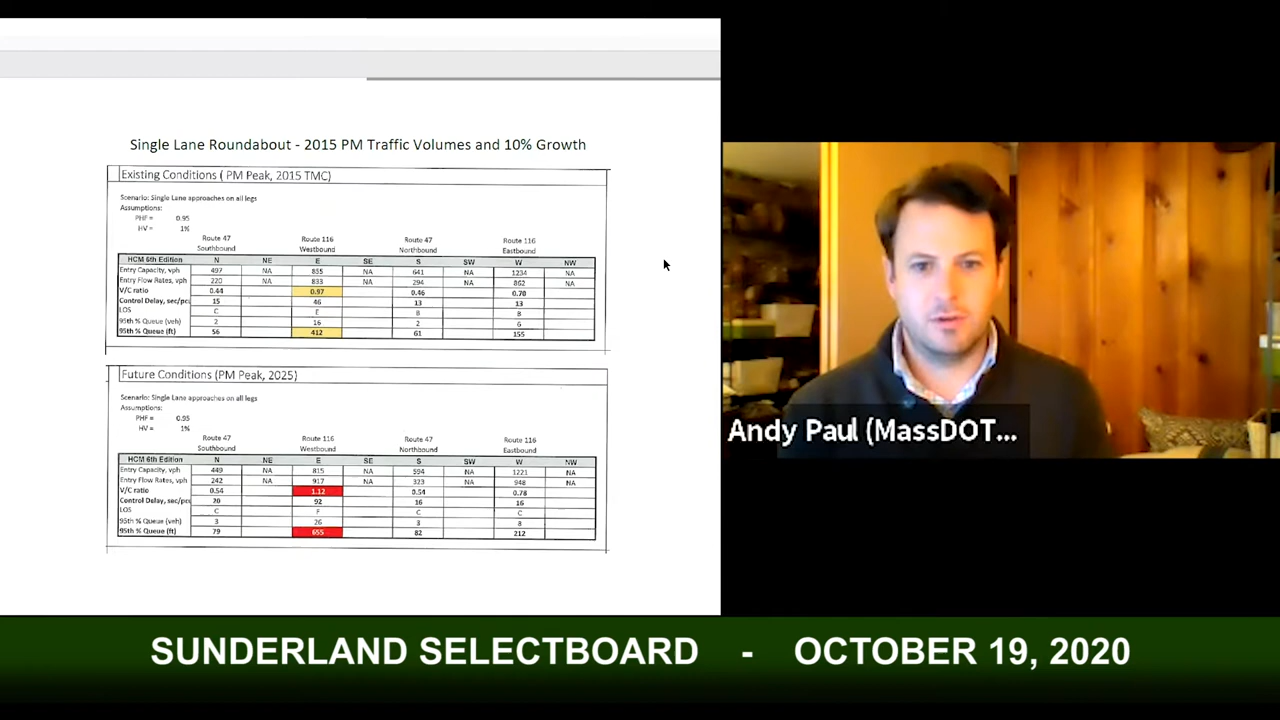 Single Lane Roundabout - 2015 PM Traffic Volumes and 10% Growth
Existing Conditions ( PM Peak, 2015 TMC)
Scenario: Single Lane approaches on all legs
Assumptions:
PHF = 0.95
HV = 1%
Route 47 Route 116 Route 47 Route 116
Southbound Westbound Northbound Eastbound
HCM 6th Edition N NE E SE S SW W NW
Entry Capacity, vph 497 NA 855 NA 641 NA 1234 NA
Entry Flow Rates, vph 220 NA 833 NA 294 NA 862 NA
V/C ratio 0.44 0.97 0.46 0.70
Control Delay, sec/pcu 15 46 13 13
LOS C E B B
95th % Queue (veh) 2 16 2 6
95th % Queue (ft) 56 412 61 155
Future Conditions (PM Peak, 2025)
Scenario: Single Lane approaches on all legs
Assumptions:
PHF = 0.95
HV = 1%
Route 47 Route 116 Route 47 Route 116
Southbound Westbound Northbound Eastbound
HCM 6th Edition N NE E SE S SW W NW
Entry Capacity, vph 449 NA 815 NA 594 NA 1221 NA
Entry Flow Rates, vph 242 NA 917 NA 323 NA 948 NA
V/C ratio 0.54 1.12 0.54 0.78
Control Delay, sec/pcu 20 92 16 16
LOS C F C C
95th % Queue (veh) 3 26 3 8
95th % Queue (ft) 79 655 82 212
Andy Paul (MassDOT...
SUNDERLAND SELECTBOARD - OCTOBER 19, 2020